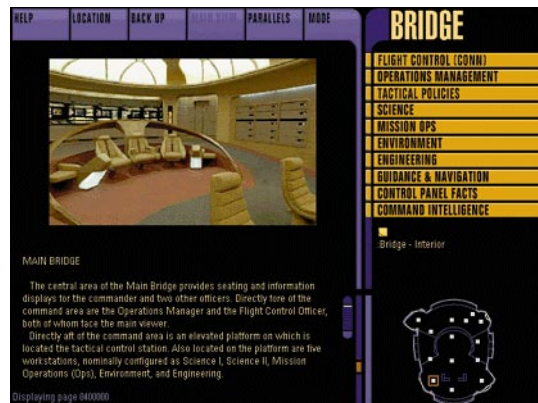 HELP
LOCATION
BACK UP
MAIN VIEW
PARALLELS
MODE
BRIDGE
FLIGHT CONTROL (CONN)
OPERATIONS MANAGEMENT
TACTICAL POLICIES
SCIENCE
MISSION OPS
ENVIRONMENT
ENGINEERING
GUIDANCE & NAVIGATION
CONTROL PANEL FACTS
COMMAND INTELLIGENCE
Bridge - Interior
MAIN BRIDGE
The central area of the Main Bridge provides seating and information
displays for the commander and two other officers. Directly fore of the
command area are the Operations Manager and the Flight Control Officer,
both of whom face the main viewer.
Directly aft of the command area is an elevated platform on which is
located the tactical control station. Also located on the platform are five
workstations, nominally configured as Science I, Science II, Mission
Operations (Ops), Environment, and Engineering.
Displaying page 0400000